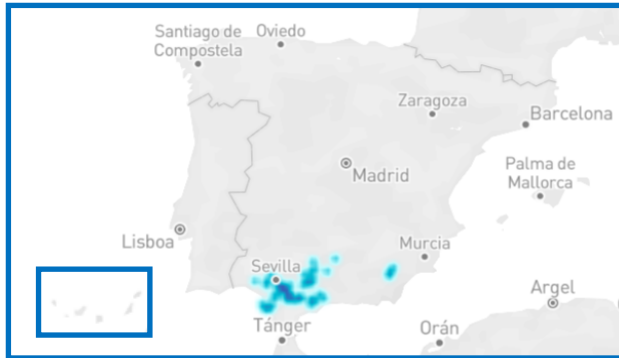 Santiago de
Compostela
Oviedo
Zaragoza
Barcelona
Madrid
Palma de
Mallorca
Lisboa
Murcia
Sevilla
Tánger
Orán
Argel